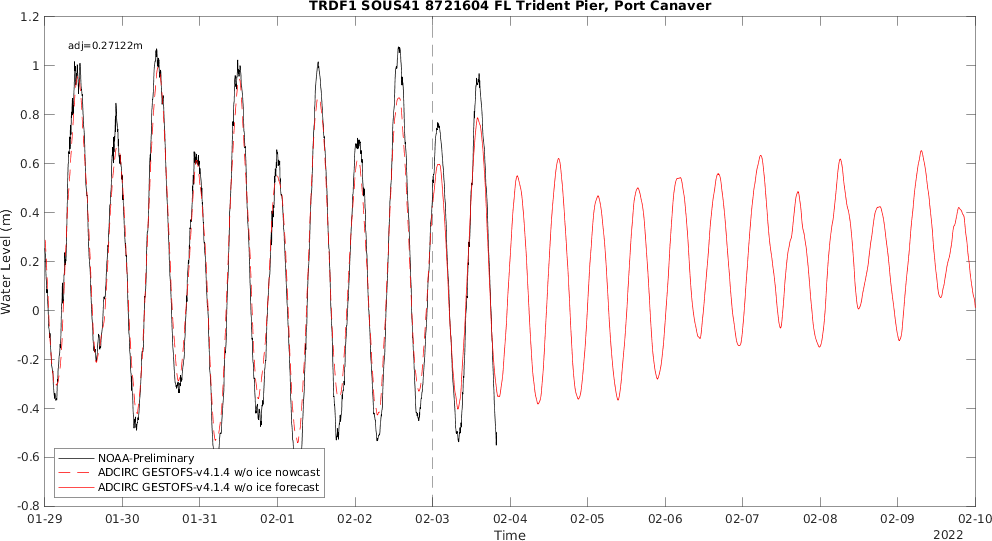 TRDF1 SOUS41 8721604 FL Trident Pier, Port Canaver
adj=0.27122m
1.2
1
0.8
0.6
0.4
0.2
0
-0.2
-0.4
-0.6
-0.8
Water Level (m)
NOAA-Preliminary
ADCIRC GESTOFS-v4.1.4 w/o ice nowcast
ADCIRC GESTOFS-v4.1.4 w/o ice forecast
01-29 01-30 01-31 02-01 02-02 02-03 02-04 02-05 02-06 02-07 02-08 02-09 02-10
Time
2022